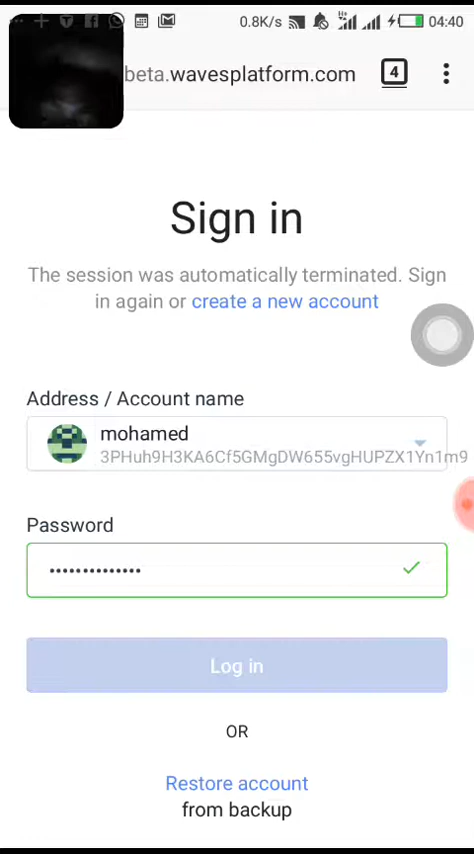 0.8K/s H+ 04:40
beta.wavesplatform.com 4
Sign in
The session was automatically terminated. Sign
in again or create a new account
Address / Account name
mohamed
3PHuh9H3KA6Cf5GMgDW655vgHUPZX1Yn1m9
Password
Log in
OR
Restore account
from backup